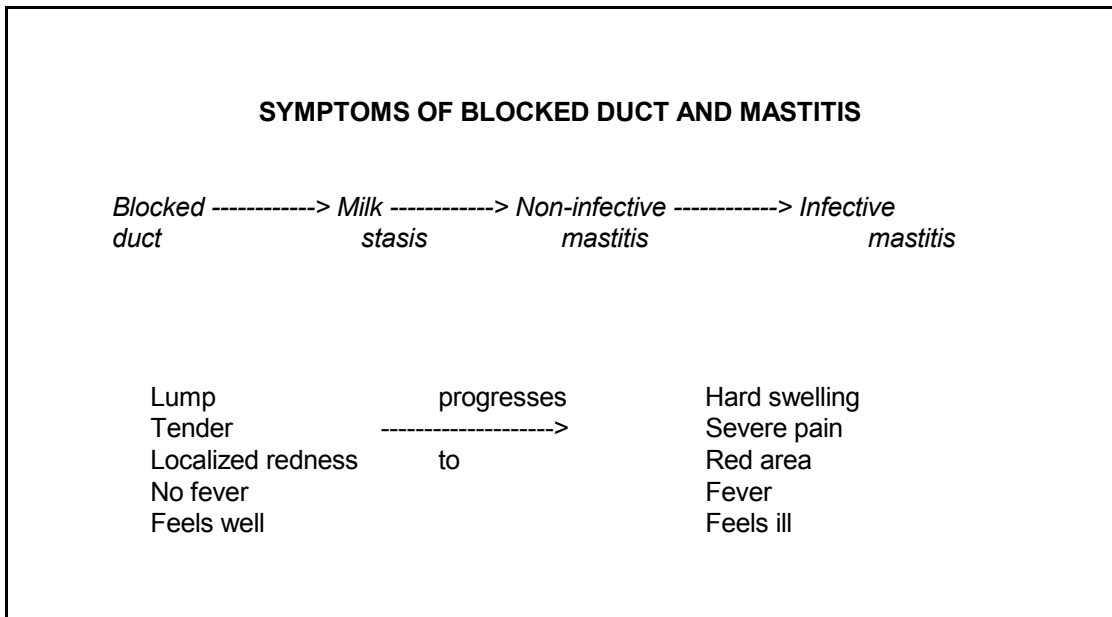 SYMPTOMS OF BLOCKED DUCT AND MASTITIS
Blocked ------------> Milk ------------> Non-infective ------------> Infective
duct stasis mastitis mastitis
Lump progresses Hard swelling
Tender --------------------> Severe pain
Localized redness to Red area
No fever Fever
Feels well Feels ill